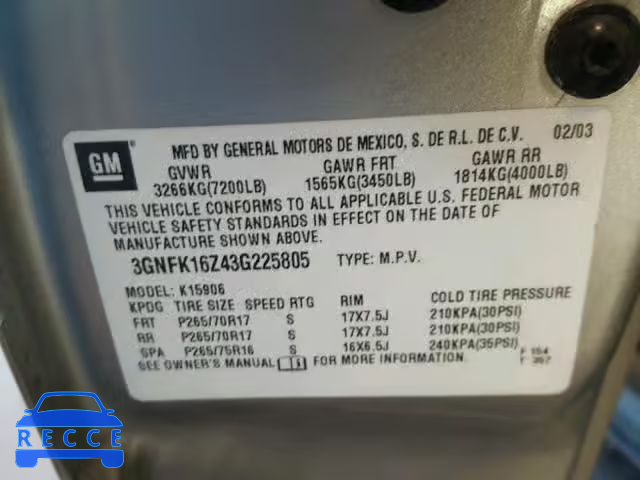 GM
MFD BY GENERAL MOTORS DE MEXICO, S. DE R.L. DE C.V. 02/03
GVWR GAWR FRT GAWR RR
3266KG(7200LB) 1565KG(3450LB) 1814KG(4000LB)
THIS VEHICLE CONFORMS TO ALL APPLICABLE U.S. FEDERAL MOTOR
VEHICLE SAFETY STANDARDS IN EFFECT ON THE DATE OF
MANUFACTURE SHOWN ABOVE.
3GNFK16Z43G225805 TYPE: M.P.V.
MODEL: K15906
KPDG TIRE SIZE SPEED RTG RIM COLD TIRE PRESSURE
FRT P265/70R17 S 17X7.5J 210KPA(30PSI)
RR P265/70R17 S 17X7.5J 210KPA(30PSI)
SPA P265/75R16 S 16X6.5J 240KPA(35PSI)
SEE OWNER'S MANUAL FOR MORE INFORMATION.
F 154
BID
RACE